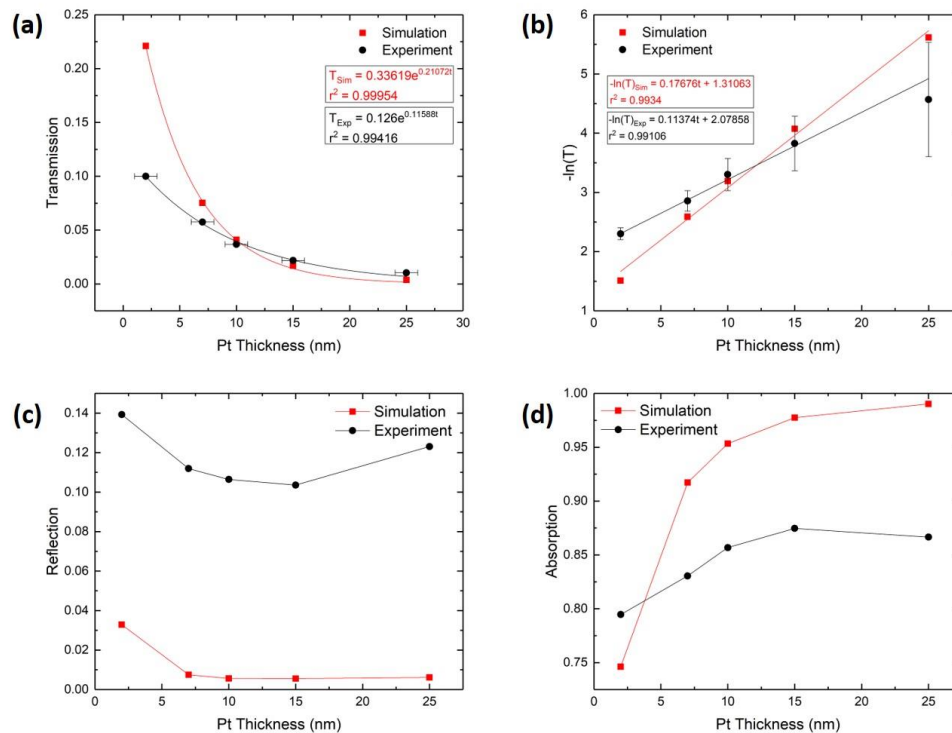 (a)
Transmission
0.25
0.20
0.15
0.10
0.05
0.00
Simulation
Experiment
T_Sim = 0.33619e^0.21072t
r² = 0.99954
T_Exp = 0.126e^0.11588t
r² = 0.99416
0 5 10 15 20 25 30
Pt Thickness (nm)
(b)
-ln(T)
6
5
4
3
2
1
Simulation
Experiment
-ln(T)_Sim = 0.17676t + 1.31063
r² = 0.9934
-ln(T)_Exp = 0.11374t + 2.07858
r² = 0.99106
0 5 10 15 20 25
Pt Thickness (nm)
(c)
Reflection
0.14
0.12
0.10
0.08
0.06
0.04
0.02
0.00
Simulation
Experiment
0 5 10 15 20 25
Pt Thickness (nm)
(d)
Absorption
1.00
0.95
0.90
0.85
0.80
0.75
Simulation
Experiment
0 5 10 15 20 25
Pt Thickness (nm)